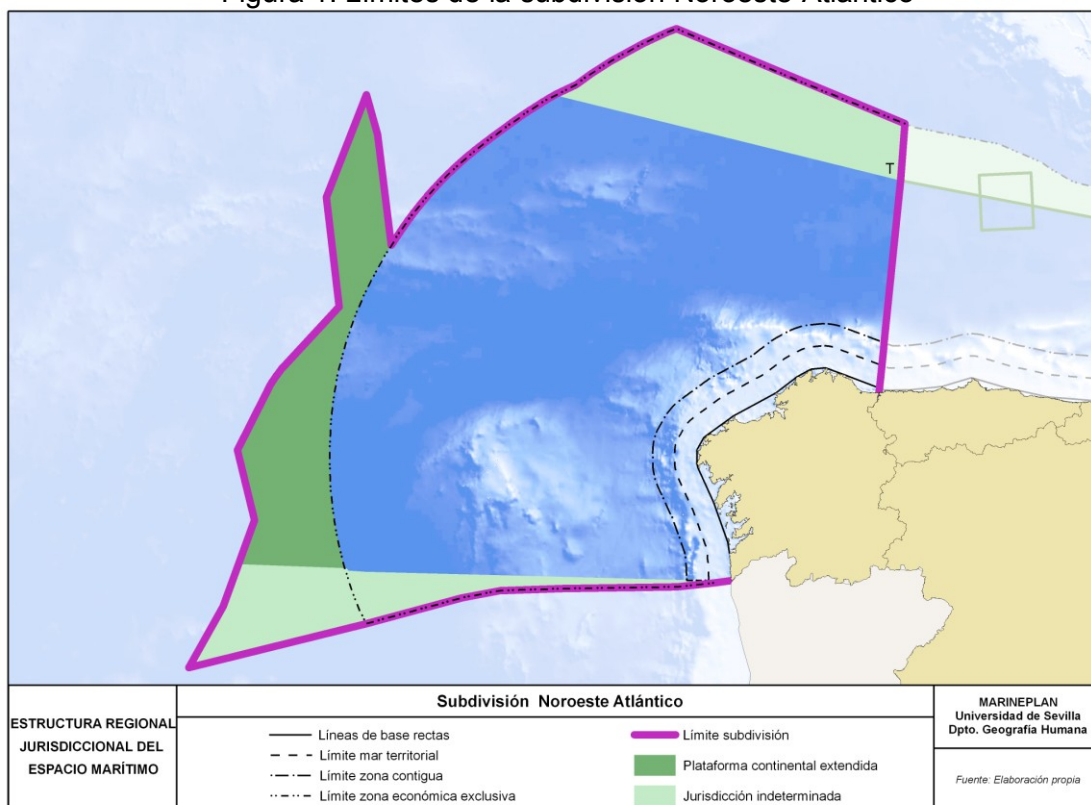 Figura 1. Límites de la subdivisión Noroeste Atlántico
T
ESTRUCTURA REGIONAL
JURISDICCIONAL DEL
ESPACIO MARÍTIMO
Subdivisión Noroeste Atlántico
Líneas de base rectas
Límite mar territorial
Límite zona contigua
Límite zona económica exclusiva
Límite subdivisión
Plataforma continental extendida
Jurisdicción indeterminada
MARINEPLAN
Universidad de Sevilla
Dpto. Geografía Humana
Fuente: Elaboración propia